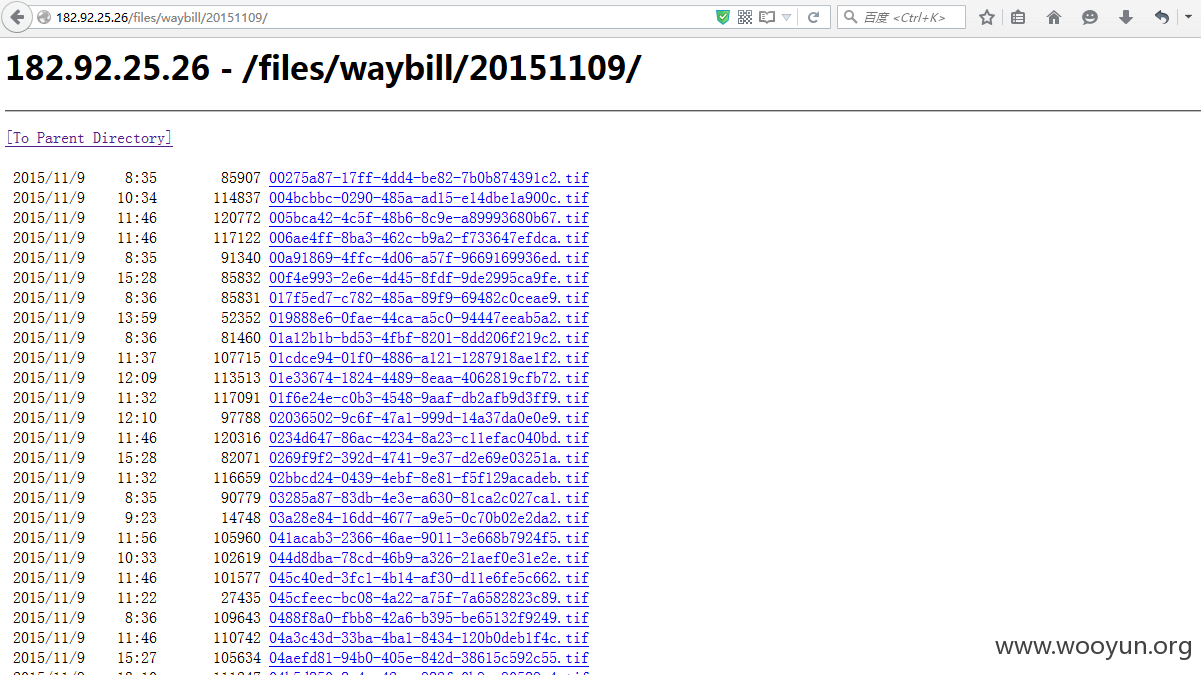 182.92.25.26/files/waybill/20151109/
百度 <Ctrl+K>
182.92.25.26 - /files/waybill/20151109/
[To Parent Directory]
2015/11/9 8:35 85907 00275a87-17ff-4dd4-be82-7b0b874391c2.tif
2015/11/9 10:34 114837 004bcbbc-0290-485a-ad15-e14dbe1a900c.tif
2015/11/9 11:46 120772 005bca42-4c5f-48b6-8c9e-a89993680b67.tif
2015/11/9 11:46 117122 006ae4ff-8ba3-462c-b9a2-f733647efdca.tif
2015/11/9 8:35 91340 00a91869-4ffc-4d06-a57f-9669169936ed.tif
2015/11/9 15:28 85832 00f4e993-2e6e-4d45-8fdf-9de2995ca9fe.tif
2015/11/9 8:36 85831 017f5ed7-c782-485a-89f9-69482c0ceae9.tif
2015/11/9 13:59 52352 019888e6-0fae-44ca-a5c0-94447eeab5a2.tif
2015/11/9 8:36 81460 01a12b1b-bd53-4fbf-8201-8dd206f219c2.tif
2015/11/9 11:37 107715 01cdce94-01f0-4886-a121-1287918ae1f2.tif
2015/11/9 12:09 113513 01e33674-1824-4489-8eaa-4062819cfb72.tif
2015/11/9 11:32 117091 01f6e24e-c0b3-4548-9aaf-db2afb9d3ff9.tif
2015/11/9 12:10 97788 02036502-9c6f-47a1-999d-14a37da0e0e9.tif
2015/11/9 11:46 120316 0234d647-86ac-4234-8a23-c11efac040bd.tif
2015/11/9 15:28 82071 0269f9f2-392d-4741-9e37-d2e69e03251a.tif
2015/11/9 11:32 116659 02bbcd24-0439-4ebf-8e81-f5f129acadeb.tif
2015/11/9 8:35 90779 03285a87-83db-4e3e-a630-81ca2c027ca1.tif
2015/11/9 9:23 14748 03a28e84-16dd-4677-a9e5-0c70b02e2da2.tif
2015/11/9 11:56 105960 041acab3-2366-46ae-9011-3e668b7924f5.tif
2015/11/9 10:33 102619 044d8dba-78cd-46b9-a326-21aef0e31e2e.tif
2015/11/9 11:46 101577 045c40ed-3fc1-4b14-af30-d11e6fe5c662.tif
2015/11/9 11:22 27435 045cfeec-bc08-4a22-a75f-7a6582823c89.tif
2015/11/9 8:36 109643 0488f8a0-fbb8-42a6-b395-be65132f9249.tif
2015/11/9 11:46 110742 04a3c43d-33ba-4ba1-8434-120b0deb1f4c.tif
2015/11/9 15:27 105634 04aefd81-94b0-405e-842d-38615c592c55.tif
www.wooyun.org